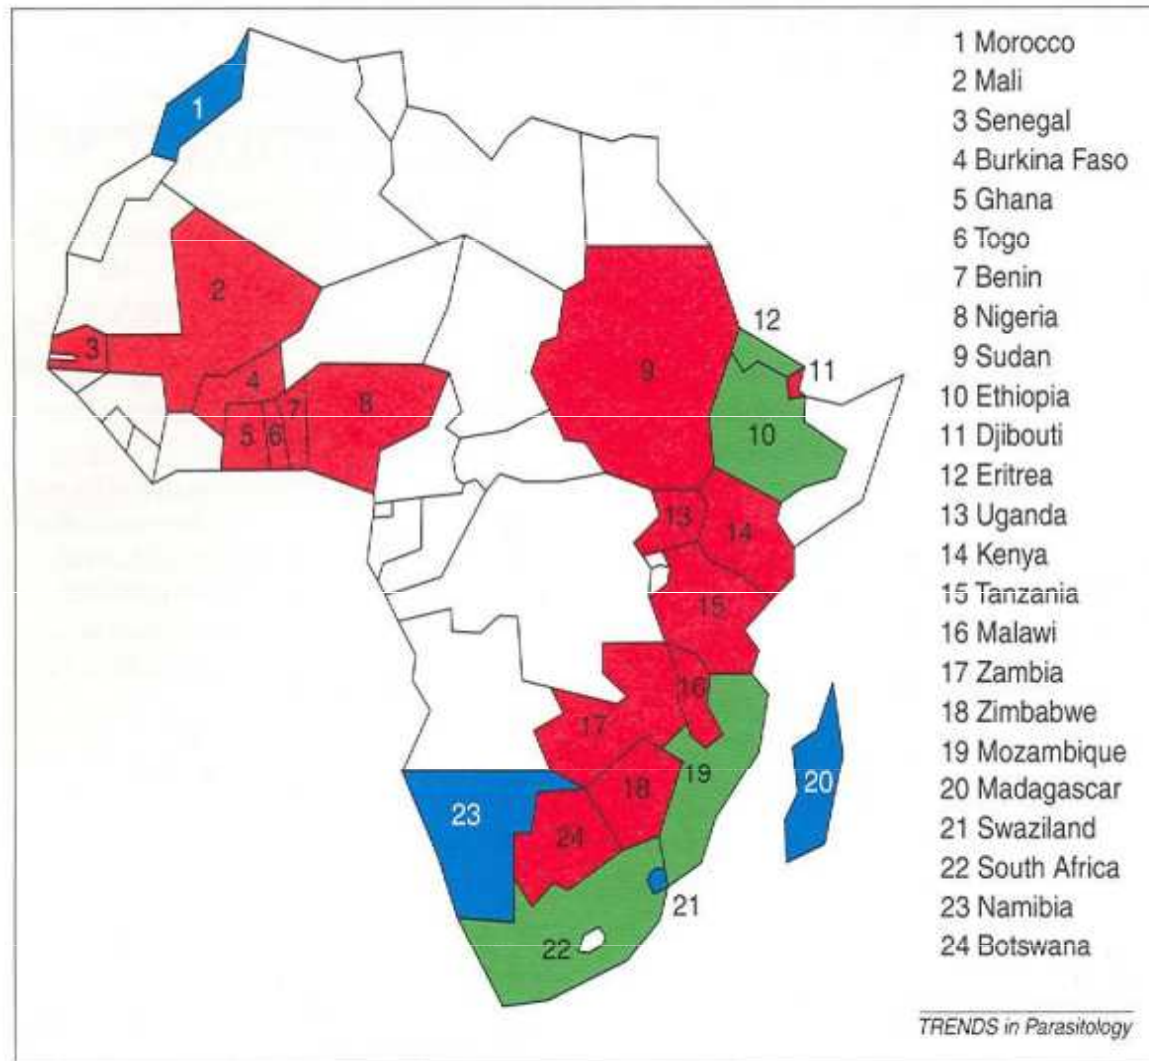 1 Morocco
2 Mali
3 Senegal
4 Burkina Faso
5 Ghana
6 Togo
7 Benin
8 Nigeria
9 Sudan
10 Ethiopia
11 Djibouti
12 Eritrea
13 Uganda
14 Kenya
15 Tanzania
16 Malawi
17 Zambia
18 Zimbabwe
19 Mozambique
20 Madagascar
21 Swaziland
22 South Africa
23 Namibia
24 Botswana
1
2
3
4
5
6
7
8
9
12
11
10
13
14
15
16
17
18
19
20
23
24
21
22
TRENDS in Parasitology